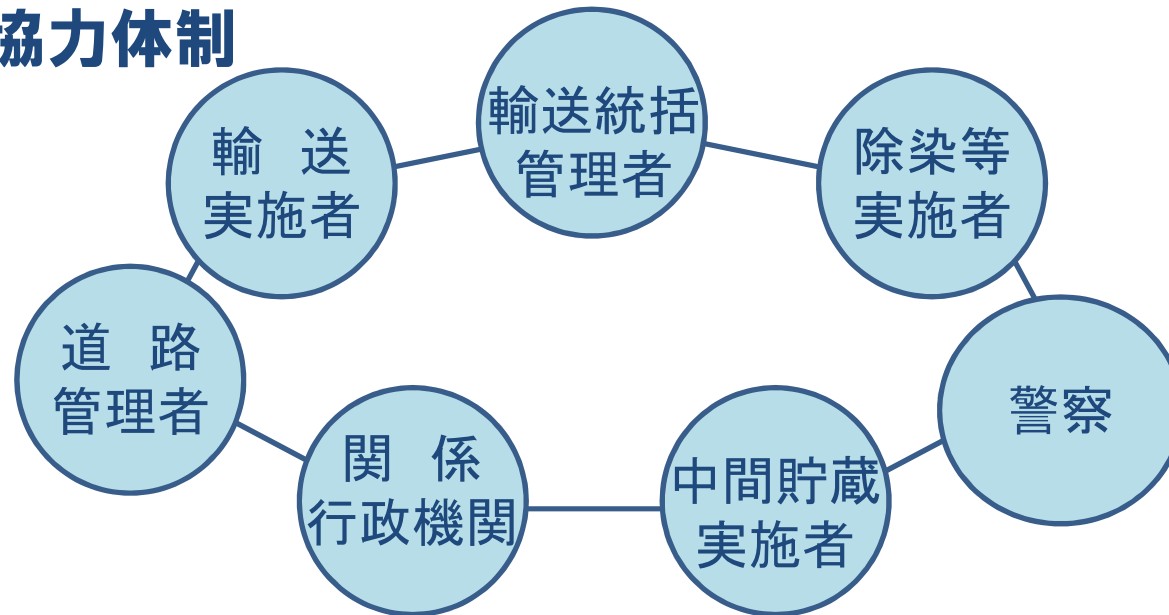 協力体制
輸送統括
管理者
輸　送
実施者
除染等
実施者
道　路
管理者
警察
関　係
行政機関
中間貯蔵
実施者